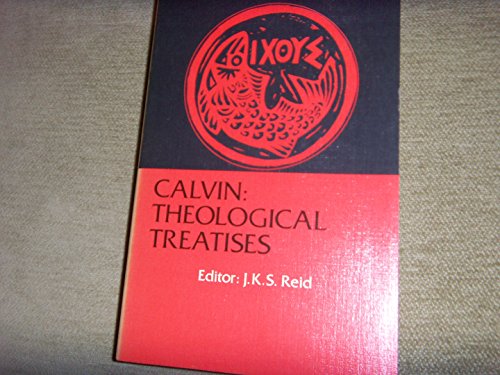 ΙΧΘΥΣ
CALVIN:
THEOLOGICAL
TREATISES
Editor: J.K.S. Reid